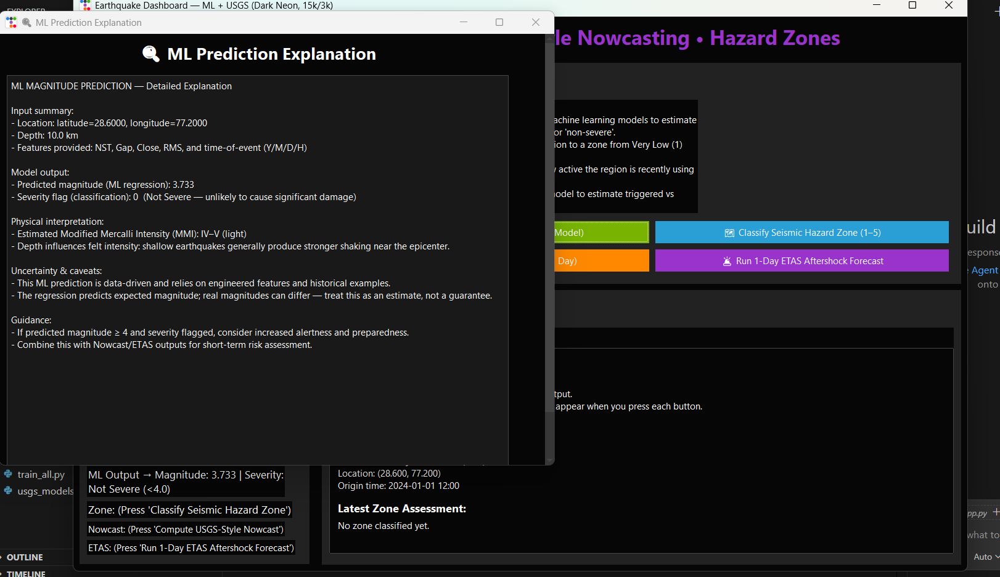 EXPLORER
Earthquake Dashboard — ML + USGS (Dark Neon, 15k/3k)
ML Prediction Explanation
ML Prediction Explanation
ML MAGNITUDE PREDICTION — Detailed Explanation
Input summary:
- Location: latitude=28.6000, longitude=77.2000
- Depth: 10.0 km
- Features provided: NST, Gap, Close, RMS, and time-of-event (Y/M/D/H)
Model output:
- Predicted magnitude (ML regression): 3.733
- Severity flag (classification): 0  (Not Severe — unlikely to cause significant damage)
Physical interpretation:
- Estimated Modified Mercalli Intensity (MMI): IV–V (light)
- Depth influences felt intensity: shallow earthquakes generally produce stronger shaking near the epicenter.
Uncertainty & caveats:
- This ML prediction is data-driven and relies on engineered features and historical examples.
- The regression predicts expected magnitude; real magnitudes can differ — treat this as an estimate, not a guarantee.
Guidance:
- If predicted magnitude ≥ 4 and severity flagged, consider increased alertness and preparedness.
- Combine this with Nowcast/ETAS outputs for short-term risk assessment.
le Nowcasting • Hazard Zones
achine learning models to estimate
or 'non-severe'.
ion to a zone from Very Low (1)
active the region is recently using
odel to estimate triggered vs
Model)
Classify Seismic Hazard Zone (1–5)
Day)
Run 1-Day ETAS Aftershock Forecast
tput.
appear when you press each button.
Location: (28.600, 77.200)
Origin time: 2024-01-01 12:00
Latest Zone Assessment:
No zone classified yet.
ML Output → Magnitude: 3.733 | Severity:
Not Severe (<4.0)
Zone: (Press 'Classify Seismic Hazard Zone')
Nowcast: (Press 'Compute USGS-Style Nowcast')
ETAS: (Press 'Run 1-Day ETAS Aftershock Forecast')
train_all.py
usgs_models
OUTLINE
TIMELINE
uild
esponse
Agent
onto
pp.py
what to
Auto